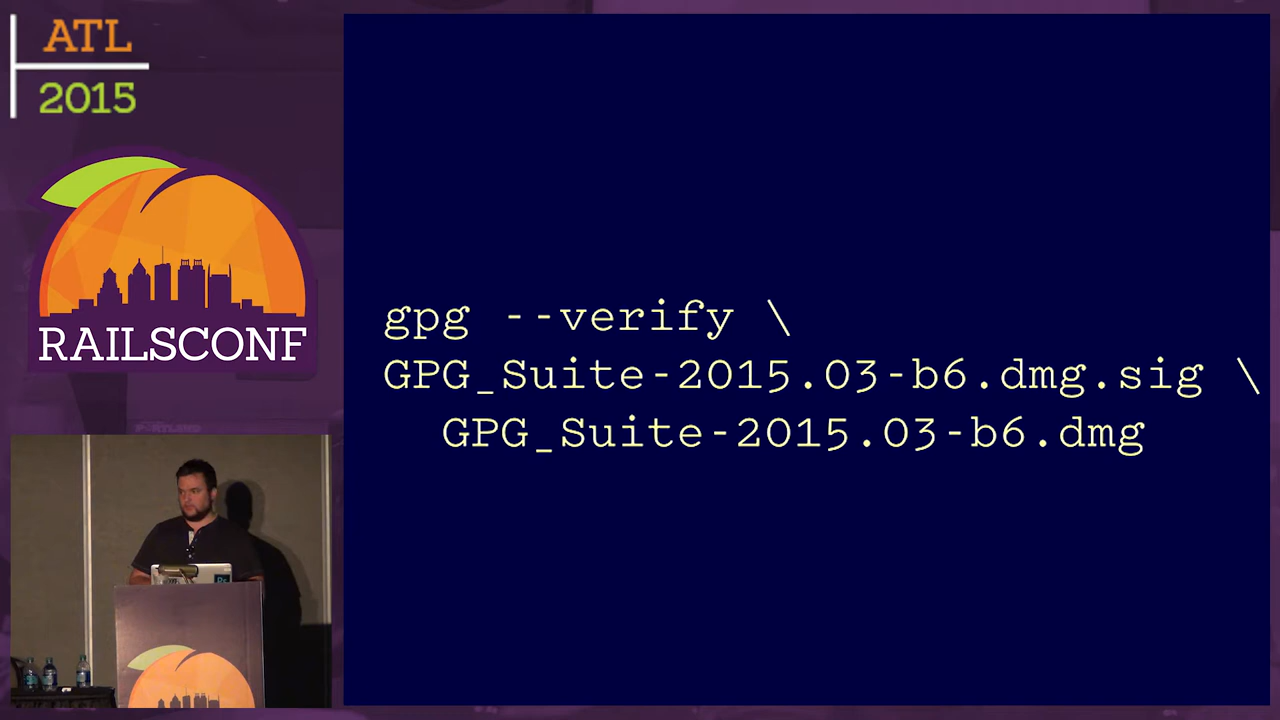 ATL
2015
RAILSCONF
gpg --verify \
GPG_Suite-2015.03-b6.dmg.sig \
GPG_Suite-2015.03-b6.dmg